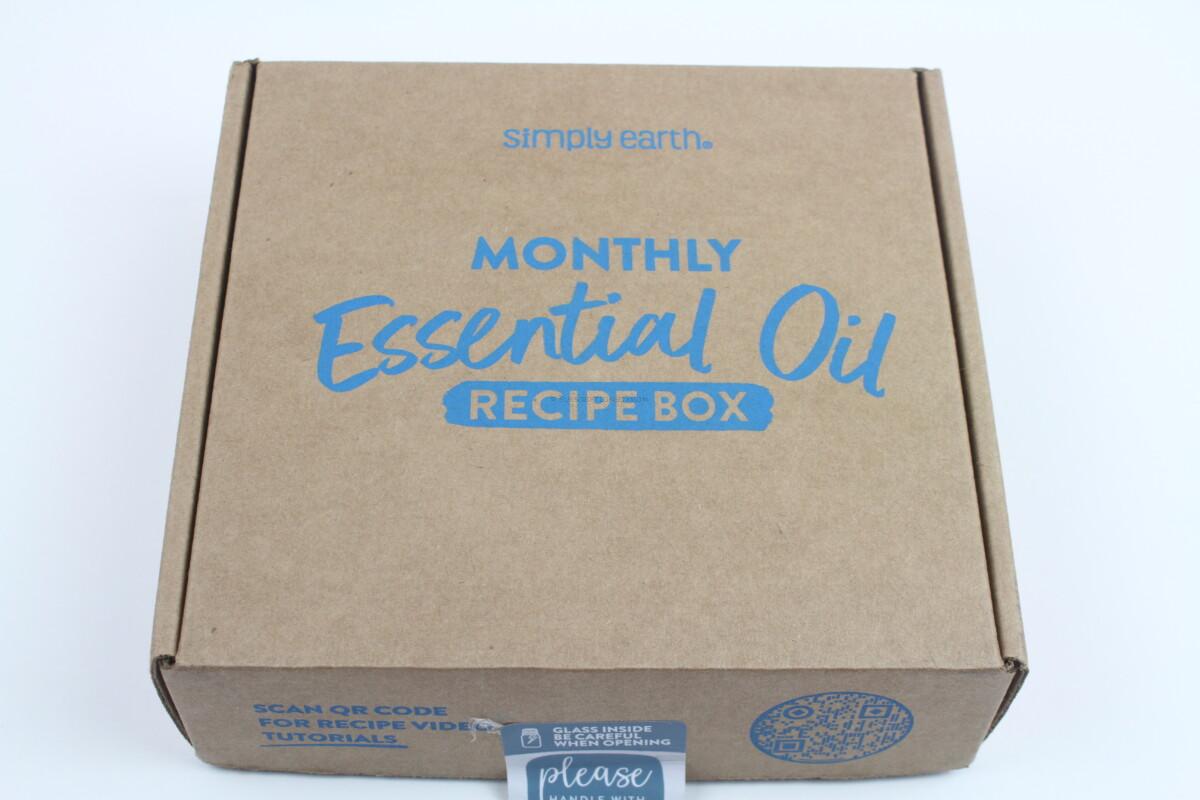 simply earth®
MONTHLY
Essential Oil
RECIPE BOX
SCAN QR CODE
FOR RECIPE
TUTORIALS
GLASS INSIDE
BE CAREFUL
WHEN OPENING
please
HANDLE WITH